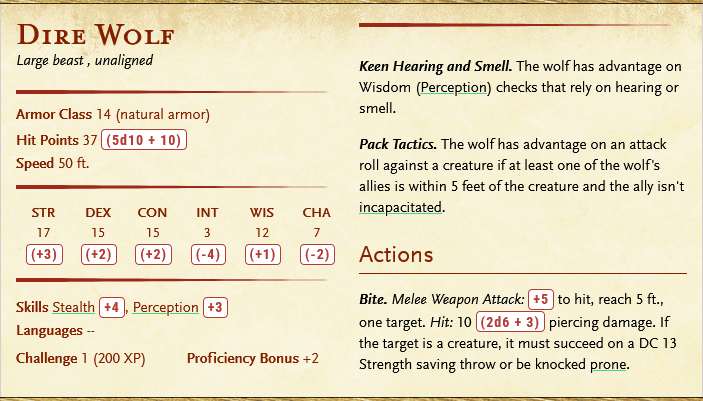 Dire Wolf
Large beast , unaligned
Armor Class 14 (natural armor)
Hit Points 37 (5d10 + 10)
Speed 50 ft.
STR DEX CON INT WIS CHA
17 15 15 3 12 7
(+3) (+2) (+2) (-4) (+1) (-2)
Skills Stealth +4, Perception +3
Languages --
Challenge 1 (200 XP) Proficiency Bonus +2
Keen Hearing and Smell. The wolf has advantage on
Wisdom (Perception) checks that rely on hearing or
smell.
Pack Tactics. The wolf has advantage on an attack
roll against a creature if at least one of the wolf's
allies is within 5 feet of the creature and the ally isn't
incapacitated.
Actions
Bite. Melee Weapon Attack: +5 to hit, reach 5 ft.,
one target. Hit: 10 (2d6 + 3) piercing damage. If
the target is a creature, it must succeed on a DC 13
Strength saving throw or be knocked prone.